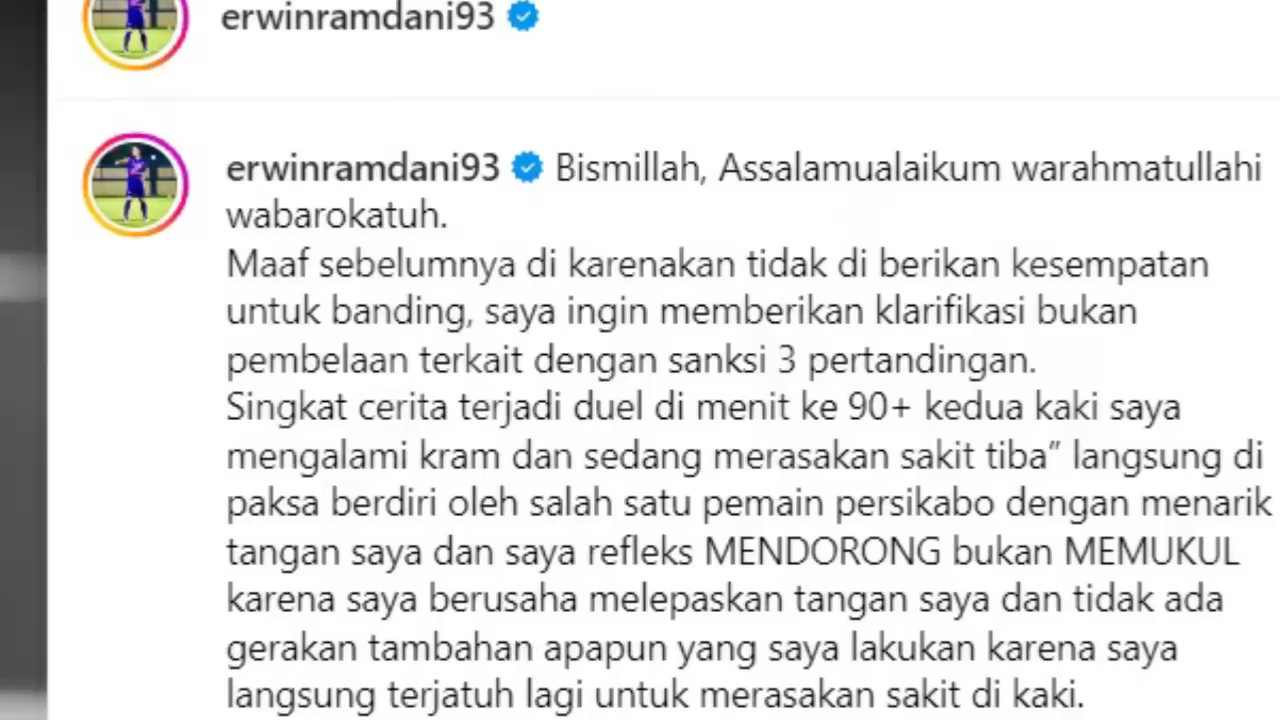 erwinramdani93
erwinramdani93 Bismillah, Assalamualaikum warahmatullahi
wabarokatuh.
Maaf sebelumnya di karenakan tidak di berikan kesempatan
untuk banding, saya ingin memberikan klarifikasi bukan
pembelaan terkait dengan sanksi 3 pertandingan.
Singkat cerita terjadi duel di menit ke 90+ kedua kaki saya
mengalami kram dan sedang merasakan sakit tiba” langsung di
paksa berdiri oleh salah satu pemain persikabo dengan menarik
tangan saya dan saya refleks MENDORONG bukan MEMUKUL
karena saya berusaha melepaskan tangan saya dan tidak ada
gerakan tambahan apapun yang saya lakukan karena saya
langsung terjatuh lagi untuk merasakan sakit di kaki.